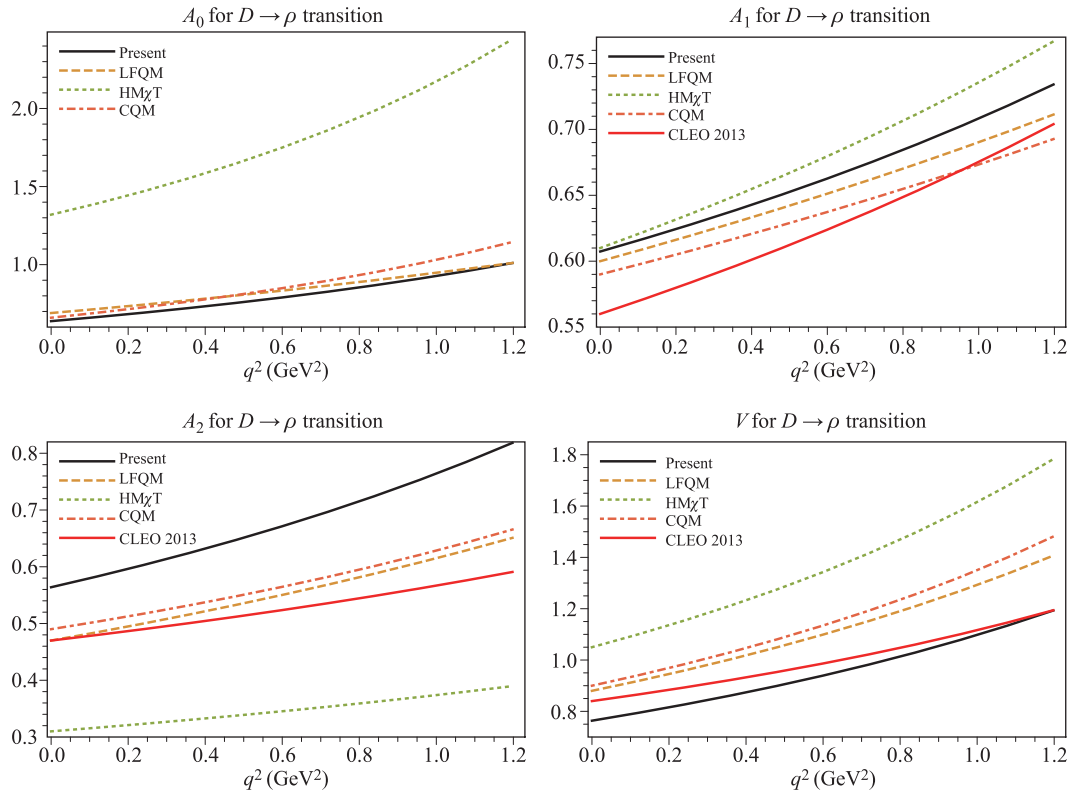 A₀ for D → ρ transition
Present
LFQM
HMχT
CQM
2.0
1.5
1.0
0.0 0.2 0.4 0.6 0.8 1.0 1.2
q² (GeV²)
A₁ for D → ρ transition
Present
LFQM
HMχT
CQM
CLEO 2013
0.75
0.70
0.65
0.60
0.55
0.0 0.2 0.4 0.6 0.8 1.0 1.2
q² (GeV²)
A₂ for D → ρ transition
Present
LFQM
HMχT
CQM
CLEO 2013
0.8
0.7
0.6
0.5
0.4
0.3
0.0 0.2 0.4 0.6 0.8 1.0 1.2
q² (GeV²)
V for D → ρ transition
Present
LFQM
HMχT
CQM
CLEO 2013
1.8
1.6
1.4
1.2
1.0
0.8
0.0 0.2 0.4 0.6 0.8 1.0 1.2
q² (GeV²)